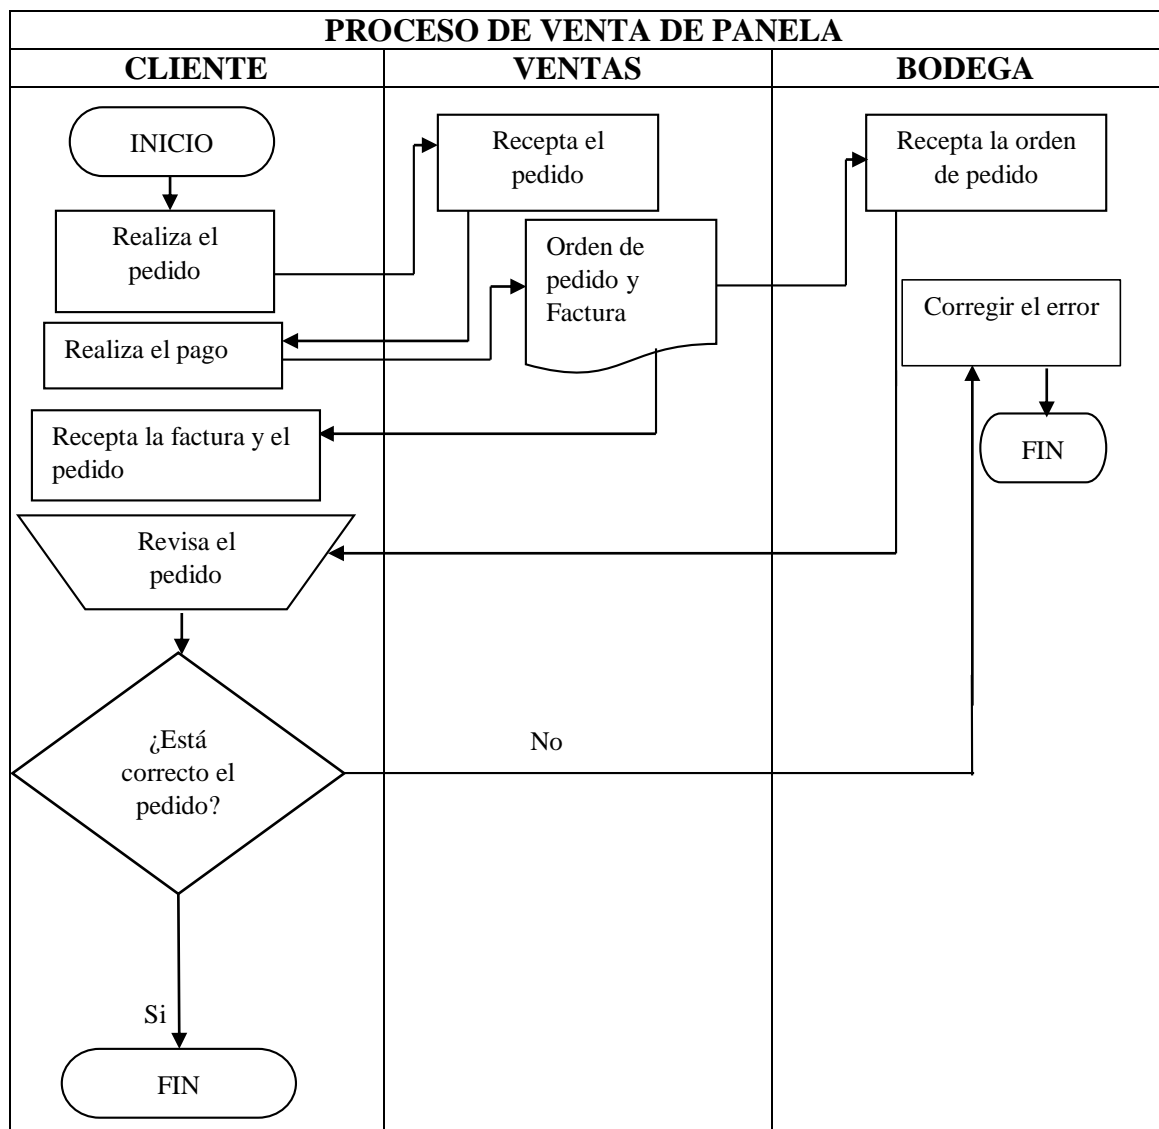 PROCESO DE VENTA DE PANELA
CLIENTE
VENTAS
BODEGA
INICIO
Realiza el
pedido
Realiza el pago
Recepta la factura y el
pedido
Revisa el
pedido
¿Está
correcto el
pedido?
Si
FIN
Recepta el
pedido
Orden de
pedido y
Factura
No
Recepta la orden
de pedido
Corregir el error
FIN